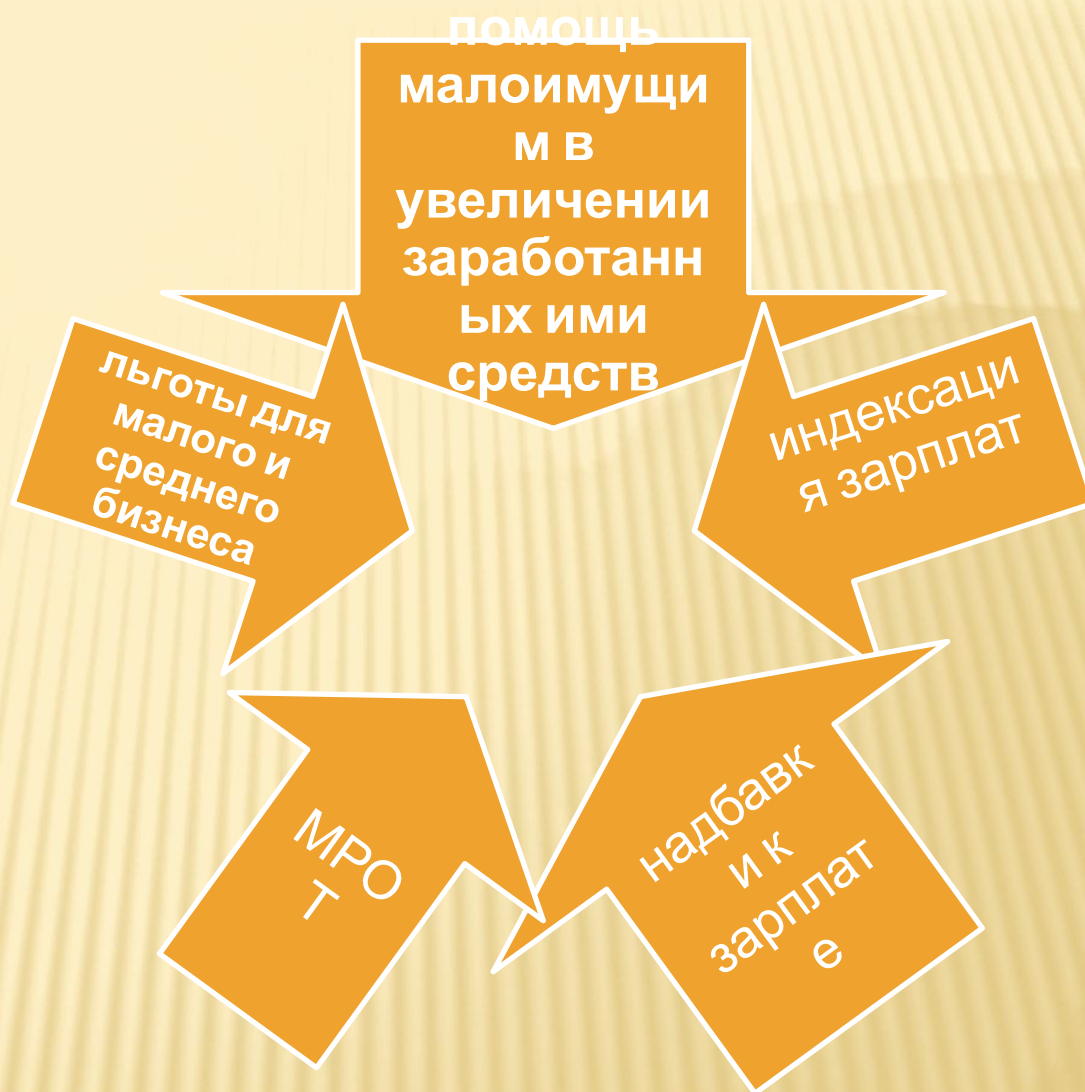 помощь
малоимущи
м в
увеличении
заработанн
ых ими
средств
льготы для
малого и
среднего
бизнеса
индексаци
я зарплат
МРО
Т
надбавк
и к
зарплат
е